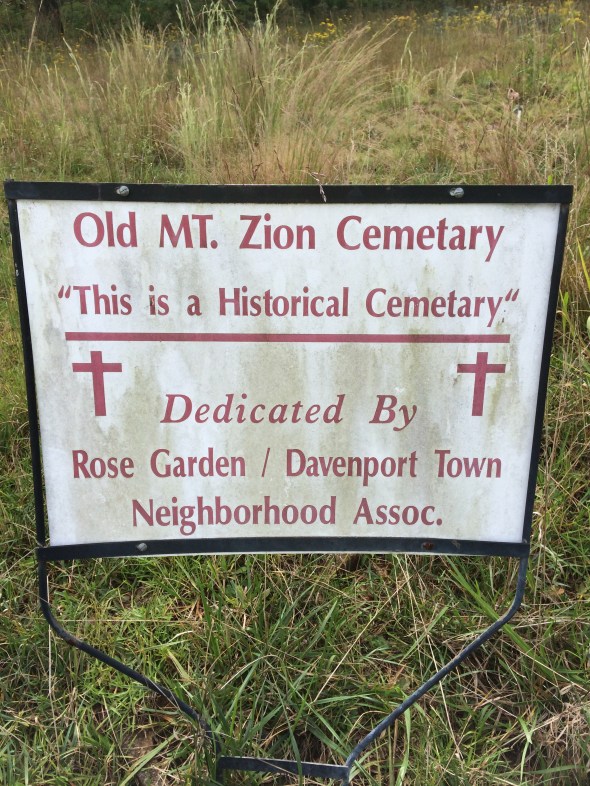 Old MT. Zion Cemetary
“This is a Historical Cemetary“
Dedicated By
Rose Garden / Davenport Town
Neighborhood Assoc.